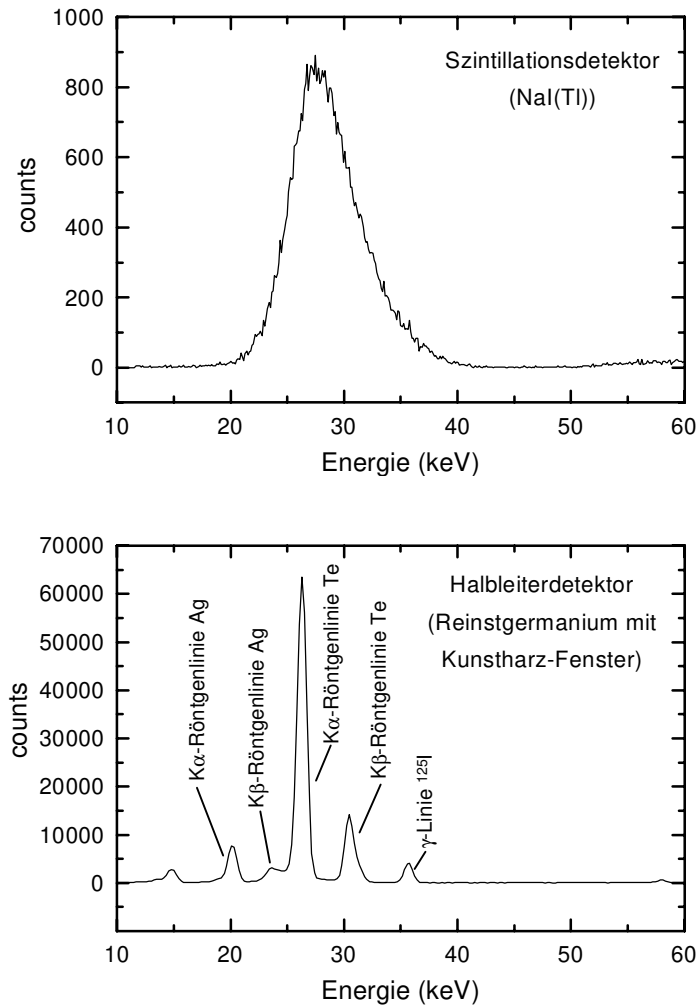 1000
800
600
400
200
0
counts
Szintillationsdetektor
(NaI(Tl))
10 20 30 40 50 60
Energie (keV)
70000
60000
50000
40000
30000
20000
10000
0
counts
Kα-Röntgenlinie Ag
Kβ-Röntgenlinie Ag
Kα-Röntgenlinie Te
Kβ-Röntgenlinie Te
γ-Linie ¹²⁵I
Halbleiterdetektor
(Reinstgermanium mit
Kunstharz-Fenster)
10 20 30 40 50 60
Energie (keV)